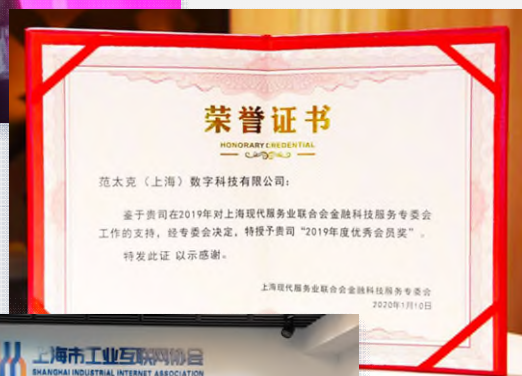 荣誉证书
HONORARY CREDENTIAL
范太克（上海）数字科技有限公司：
鉴于贵司在2019年对上海现代服务业联合会金融科技服务专委会
工作的支持，经专委会决定，特授予贵司“2019年度优秀会员奖”。
特发此证 以示感谢。
上海现代服务业联合会金融科技服务专委会
2020年1月10日
上海市工业互联网协会
SHANGHAI INDUSTRIAL INTERNET ASSOCIATION